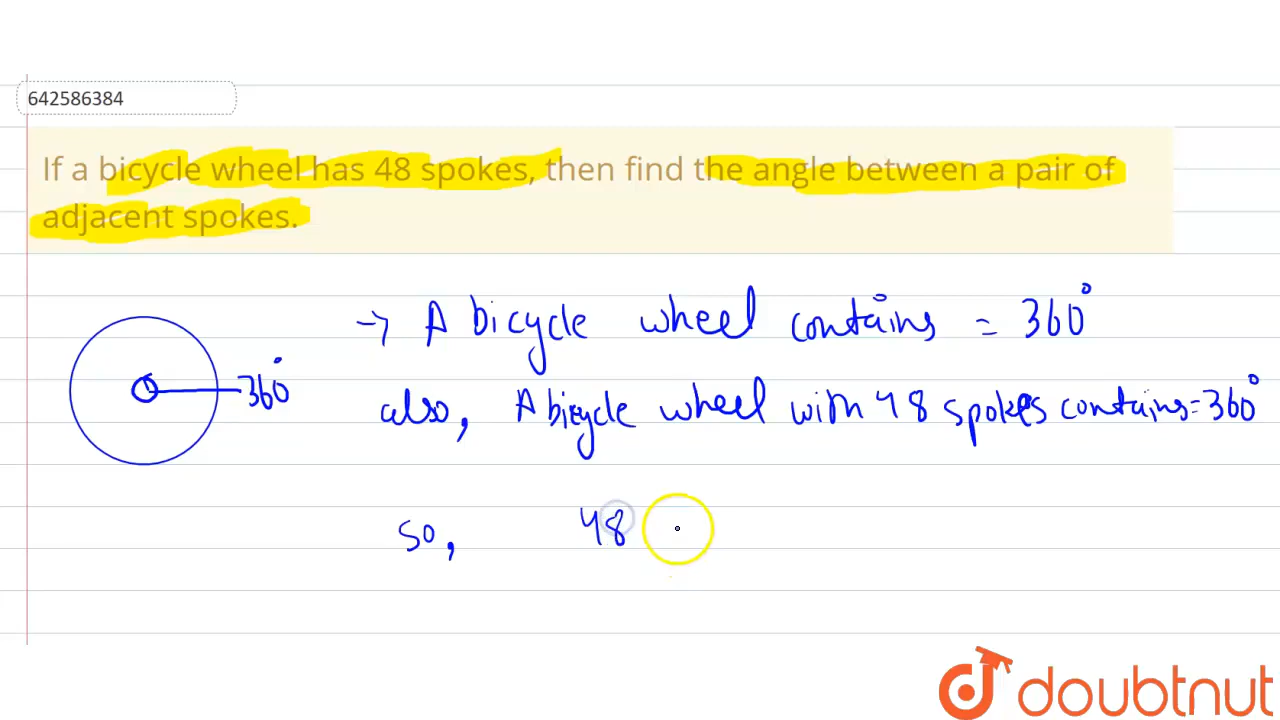 642586384
If a bicycle wheel has 48 spokes, then find the angle between a pair of
adjacent spokes.
→ A bicycle wheel contains = 360°
360°
also, A bicycle wheel with 48 spokes contains = 360°
so, 48
doubtnut